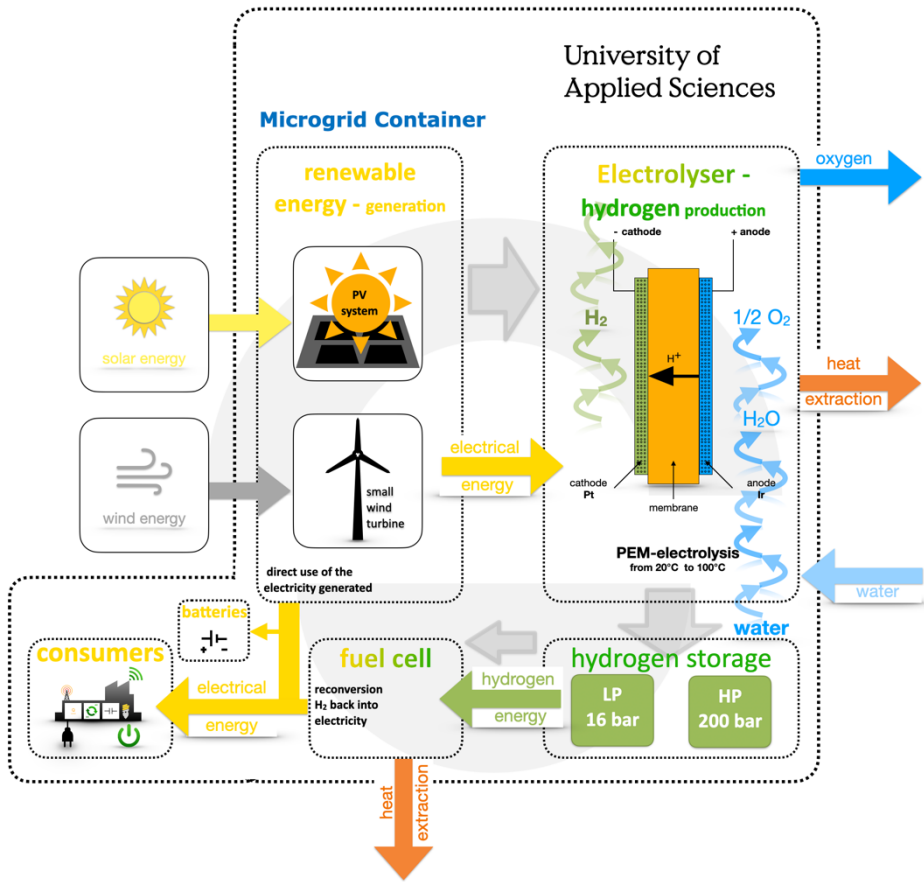 University of
Applied Sciences
Microgrid Container
renewable
energy - generation
Electrolyser -
hydrogen production
oxygen
- cathode
+ anode
PV
system
solar energy
H₂
1/2 O₂
H⁺
heat
extraction
H₂O
wind energy
small
wind
turbine
electrical
energy
cathode
Pt
membrane
anode
Ir
PEM-electrolysis
from 20°C to 100°C
water
water
direct use of the
electricity generated
batteries
+ -
consumers
electrical
energy
fuel cell
reconversion
H₂ back into
electricity
hydrogen
energy
hydrogen storage
LP
16 bar
HP
200 bar
heat
extraction